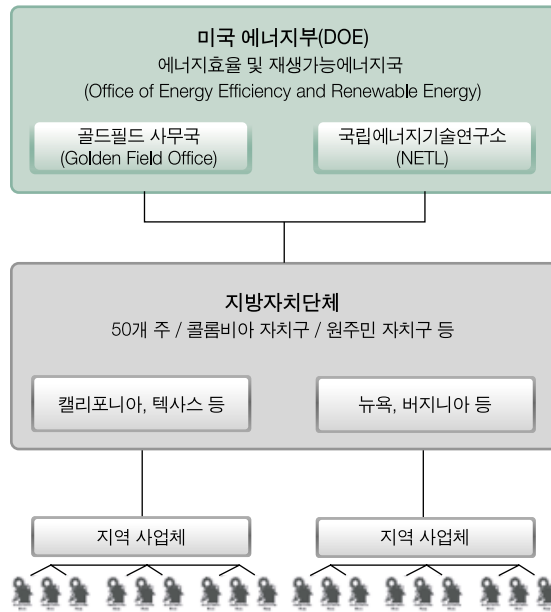 미국 에너지부(DOE)
에너지효율 및 재생가능에너지국
(Office of Energy Efficiency and Renewable Energy)
골드필드 사무국
(Golden Field Office)
국립에너지기술연구소
(NETL)
지방자치단체
50개 주 / 콜롬비아 자치구 / 원주민 자치구 등
캘리포니아, 텍사스 등
뉴욕, 버지니아 등
지역 사업체
지역 사업체